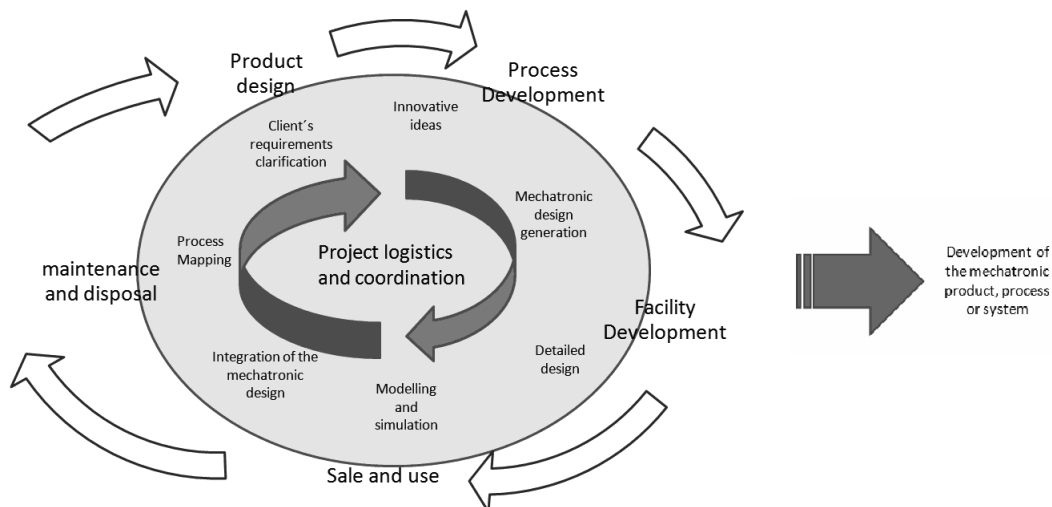 Product
design
Process
Development
Innovative
ideas
Client´s
requirements
clarification
Mechatronic
design
generation
Process
Mapping
Project logistics
and coordination
maintenance
and disposal
Development of
the mechatronic
product, process
or system
Facility
Development
Integration of the
mechatronic
design
Detailed
design
Modelling
and
simulation
Sale and use